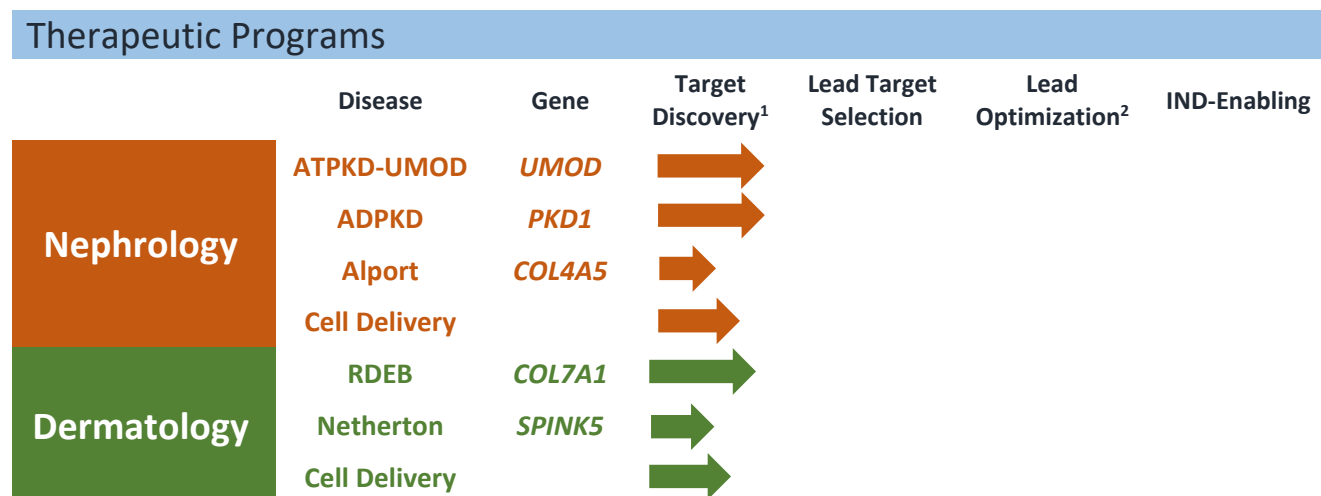 Therapeutic Programs
Disease Gene Target Discovery¹ Lead Target Selection Lead Optimization² IND-Enabling
Nephrology
ATPKD-UMOD UMOD
ADPKD PKD1
Alport COL4A5
Cell Delivery
Dermatology
RDEB COL7A1
Netherton SPINK5
Cell Delivery